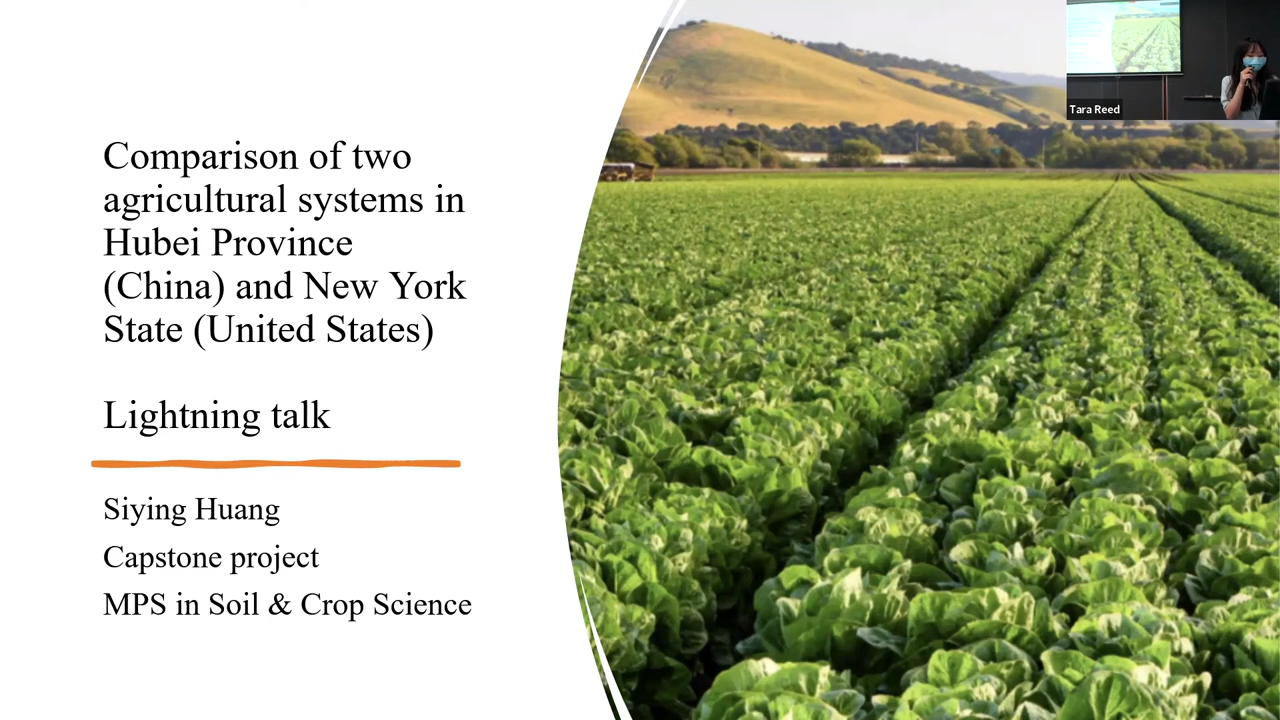 Comparison of two
agricultural systems in
Hubei Province
(China) and New York
State (United States)
Lightning talk
Siying Huang
Capstone project
MPS in Soil & Crop Science
Tara Reed